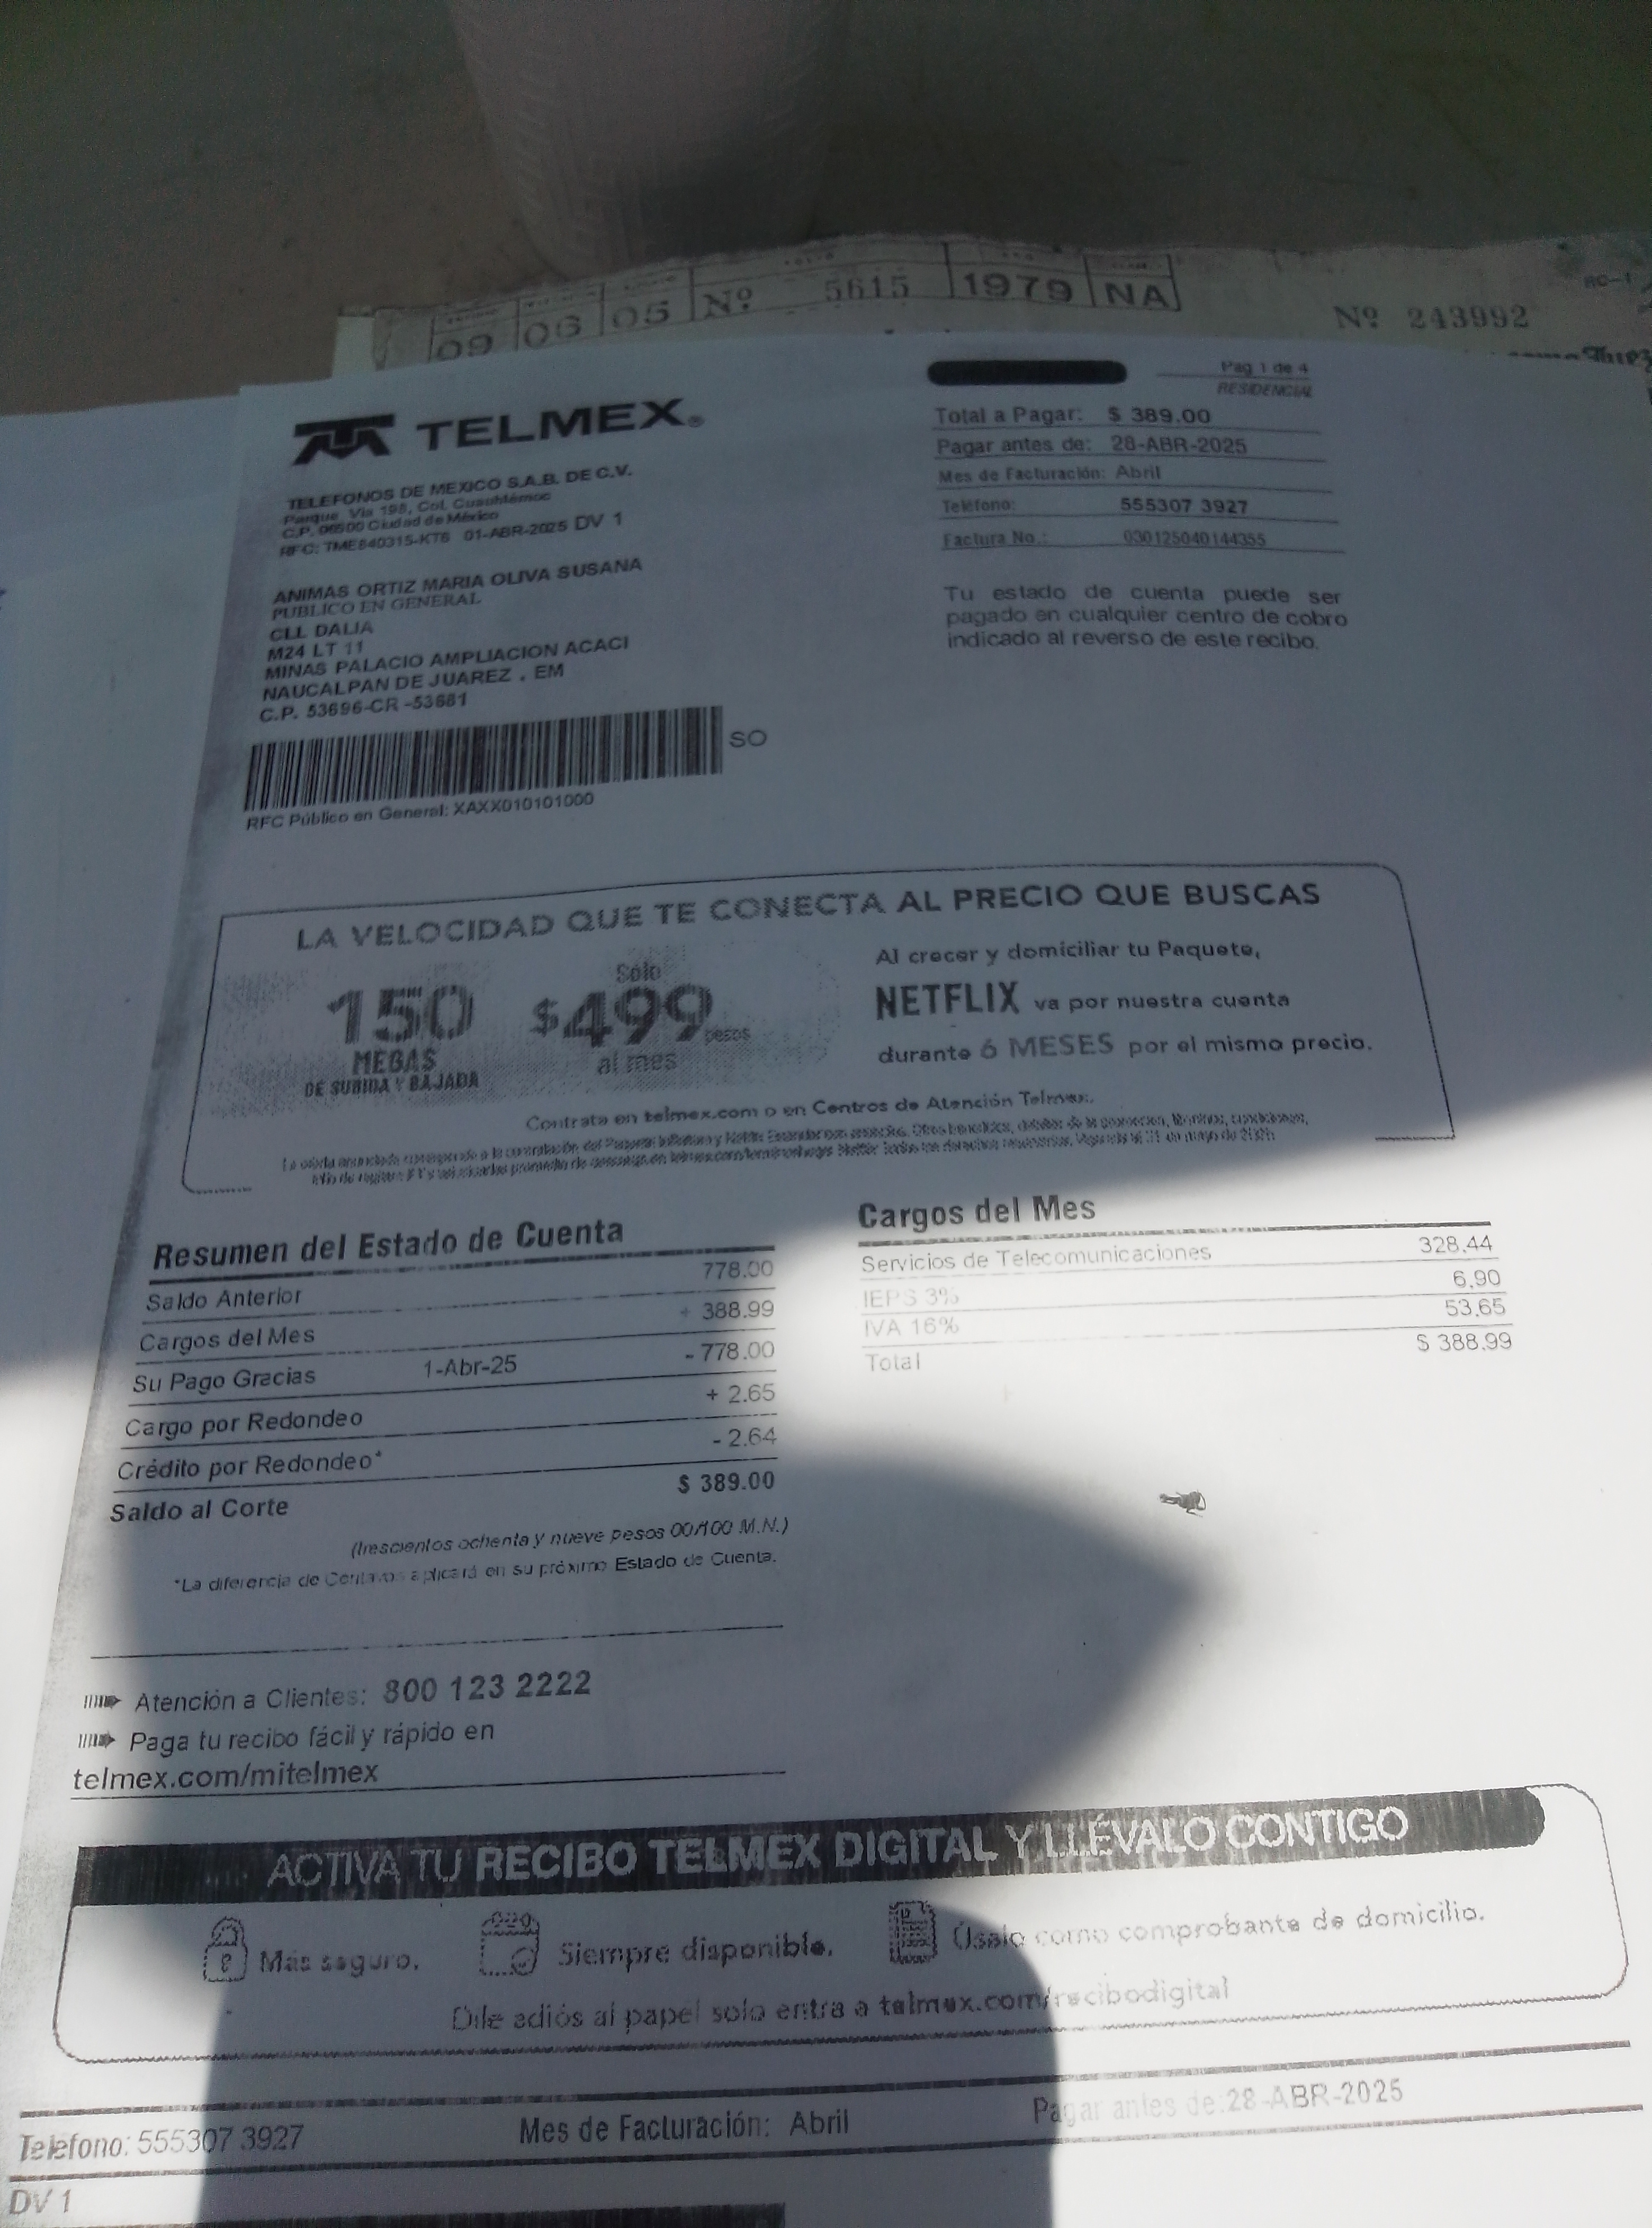 09 06 05 Nº 5615 1979 NA
Nº 243992
Pag 1 de 4
RESIDENCIAL
TELMEX®
TELEFONOS DE MEXICO S.A.B. DE C.V.
Parque Via 198, Col. Cuauhtémoc
C.P. 06500 Ciudad de México
RFC: TME840315-KT6 01-ABR-2025 DV 1
Total a Pagar: $ 389.00
Pagar antes de: 28-ABR-2025
Mes de Facturación: Abril
Teléfono: 555307 3927
Factura No.: 030125040144355
ANIMAS ORTIZ MARIA OLIVA SUSANA
PUBLICO EN GENERAL
CLL DALIA
M24 LT 11
MINAS PALACIO AMPLIACION ACACI
NAUCALPAN DE JUAREZ , EM
C.P. 53696-CR -53681
Tu estado de cuenta puede ser
pagado en cualquier centro de cobro
indicado al reverso de este recibo.
SO
RFC Público en General: XAXX010101000
LA VELOCIDAD QUE TE CONECTA AL PRECIO QUE BUSCAS
150
MEGAS
DE SUBIDA Y BAJADA
Sólo
$499 pesos
al mes
Al crecer y domiciliar tu Paquete,
NETFLIX va por nuestra cuenta
durante 6 MESES por el mismo precio.
Contrata en telmex.com o en Centros de Atención Telmex.
Resumen del Estado de Cuenta
Saldo Anterior 778.00
Cargos del Mes + 388.99
Su Pago Gracias 1-Abr-25 - 778.00
Cargo por Redondeo + 2.65
Crédito por Redondeo* - 2.64
Saldo al Corte $ 389.00
(trescientos ochenta y nueve pesos 00/100 M.N.)
*La diferencia de Centavos aplicará en su próximo Estado de Cuenta.
Cargos del Mes
Servicios de Telecomunicaciones 328.44
IEPS 3% 6.90
IVA 16% 53.65
Total $ 388.99
Atención a Clientes: 800 123 2222
Paga tu recibo fácil y rápido en
telmex.com/mitelmex
ACTIVA TU RECIBO TELMEX DIGITAL Y LLÉVALO CONTIGO
Más seguro.
Siempre disponible.
Úsalo como comprobante de domicilio.
Dile adiós al papel solo entra a telmex.com/recibodigital
Teléfono: 555307 3927 Mes de Facturación: Abril Pagar antes de: 28-ABR-2025
DV 1